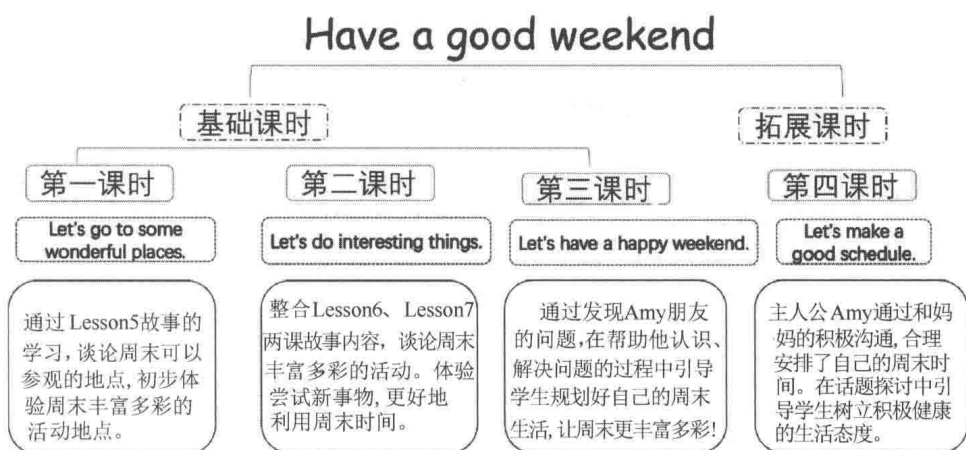 Have a good weekend
基础课时
拓展课时
第一课时
第二课时
第三课时
第四课时
Let's go to some
wonderful places.
Let's do interesting things.
Let's have a happy weekend.
Let's make a
good schedule.
通过Lesson5故事的
学习，谈论周末可以
参观的地点，初步体
验周末丰富多彩的
活动地点。
整合Lesson6、Lesson7
两课故事内容，谈论周末
丰富多彩的活动。体验
尝试新事物，更好地
利用周末时间。
通过发现Amy朋友
的问题，在帮助他认识、
解决问题的过程中引导
学生规划好自己的周末
生活，让周末更丰富多彩！
主人公Amy通过和妈
妈的积极沟通，合理
安排了自己的周末时
间。在话题探讨中引
导学生树立积极健康
的生活态度。